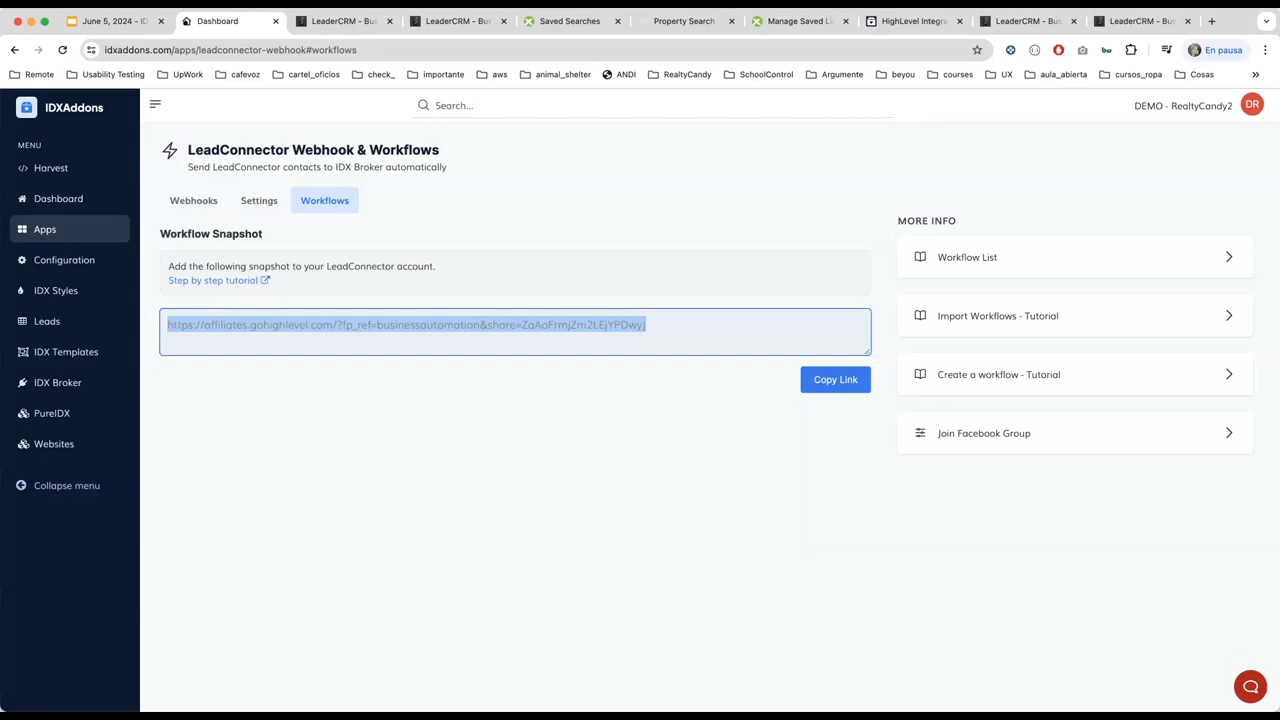 June 5, 2024 - ID
Dashboard
LeaderCRM - Bus
LeaderCRM - Bus
Saved Searches
Property Search
Manage Saved Li
HighLevel Integra
LeaderCRM - Bus
LeaderCRM - Bus
idxaddons.com/apps/leadconnector-webhook#workflows
En pausa
Remote
Usability Testing
UpWork
cafevoz
cartel_oficios
check_
importante
aws
animal_shelter
ANDI
RealtyCandy
SchoolControl
Argumente
beyou
courses
UX
aula_abierta
cursos_ropa
Cosas
IDXAddons
Search...
DEMO - RealtyCandy2
DR
MENU
Harvest
Dashboard
Apps
Configuration
IDX Styles
Leads
IDX Templates
IDX Broker
PureIDX
Websites
Collapse menu
LeadConnector Webhook & Workflows
Send LeadConnector contacts to IDX Broker automatically
Webhooks
Settings
Workflows
Workflow Snapshot
Add the following snapshot to your LeadConnector account.
Step by step tutorial
https://affiliates.gohighlevel.com/?fp_ref=businessautomation&share=ZaAoFrmjZm2LEjYPDwyJ
Copy Link
MORE INFO
Workflow List
Import Workflows - Tutorial
Create a workflow - Tutorial
Join Facebook Group